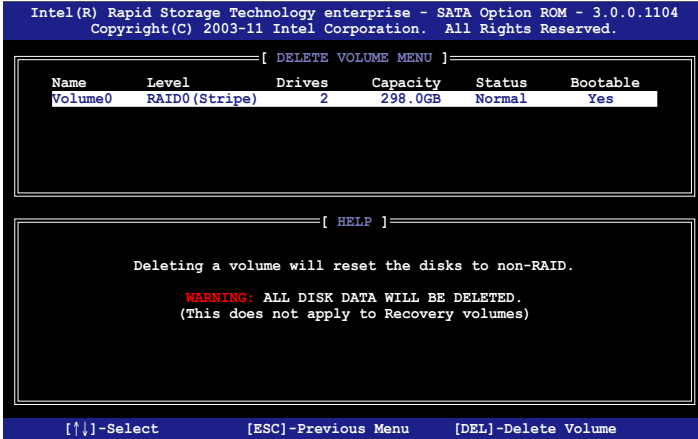 Intel(R) Rapid Storage Technology enterprise - SATA Option ROM - 3.0.0.1104
Copyright(C) 2003-11 Intel Corporation. All Rights Reserved.
[ DELETE VOLUME MENU ]
Name Level Drives Capacity Status Bootable
Volume0 RAID0(Stripe) 2 298.0GB Normal Yes
[ HELP ]
Deleting a volume will reset the disks to non-RAID.
WARNING: ALL DISK DATA WILL BE DELETED.
(This does not apply to Recovery volumes)
[↑↓]-Select [ESC]-Previous Menu [DEL]-Delete Volume